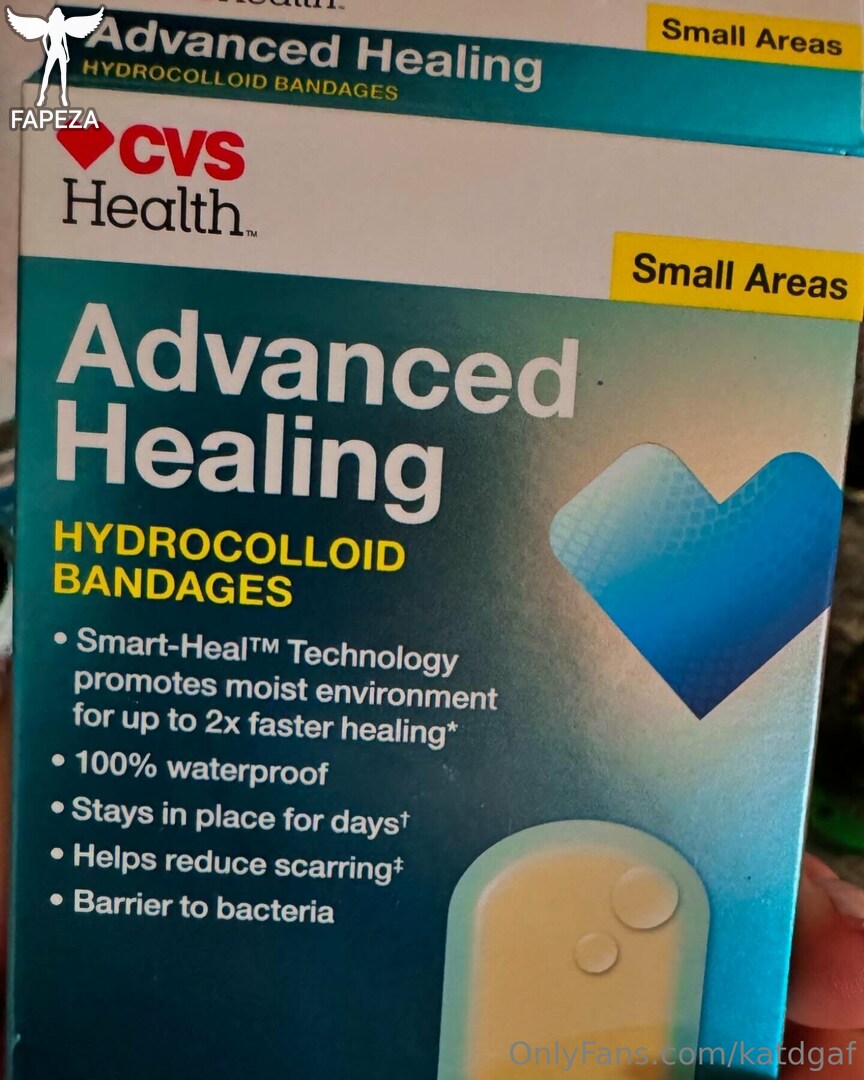 Small Areas
Advanced Healing
HYDROCOLLOID BANDAGES
FAPEZA
CVS
Health™
Small Areas
Advanced
Healing
HYDROCOLLOID
BANDAGES
• Smart-Heal™ Technology
promotes moist environment
for up to 2x faster healing*
• 100% waterproof
• Stays in place for days†
• Helps reduce scarring‡
• Barrier to bacteria
OnlyFans.com/katdgaf